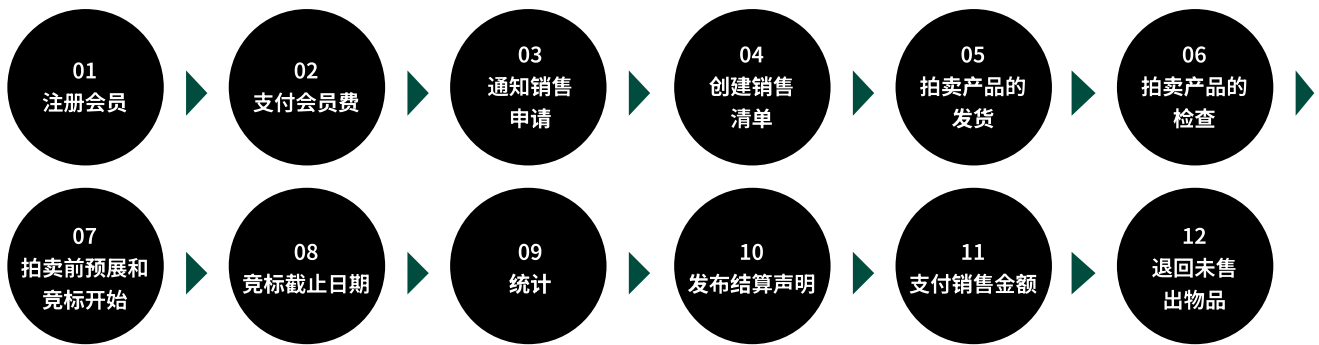 01
注册会员
02
支付会员费
03
通知销售
申请
04
创建销售
清单
05
拍卖产品的
发货
06
拍卖产品的
检查
07
拍卖前预展和
竞标开始
08
竞标截止日期
09
统计
10
发布结算声明
11
支付销售金额
12
退回未售
出物品